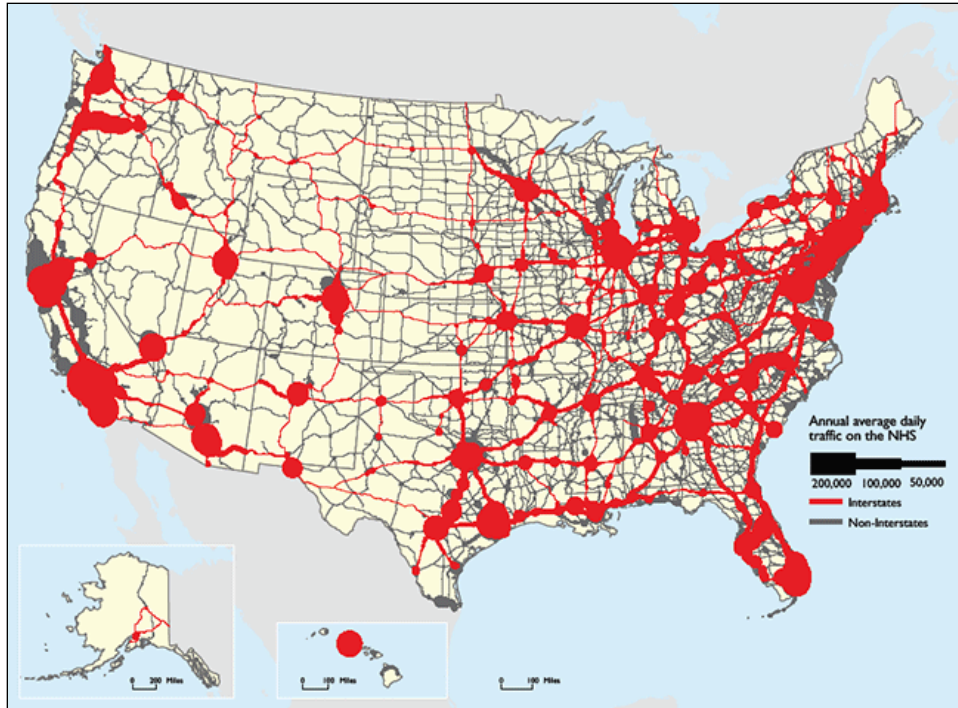 Annual average daily
traffic on the NHS
200,000 100,000 50,000
Interstates
Non-Interstates
0 200 Miles
0 100 Miles
0 100 Miles